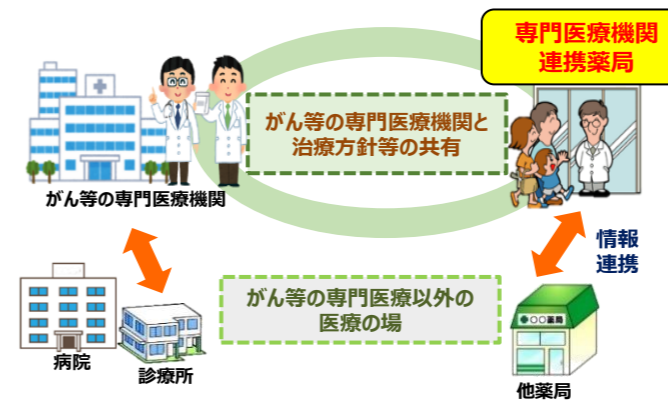 専門医療機関
連携薬局
がん等の専門医療機関と
治療方針等の共有
がん等の専門医療機関
情報
連携
がん等の専門医療以外の
医療の場
〇〇薬局
病院
診療所
他薬局